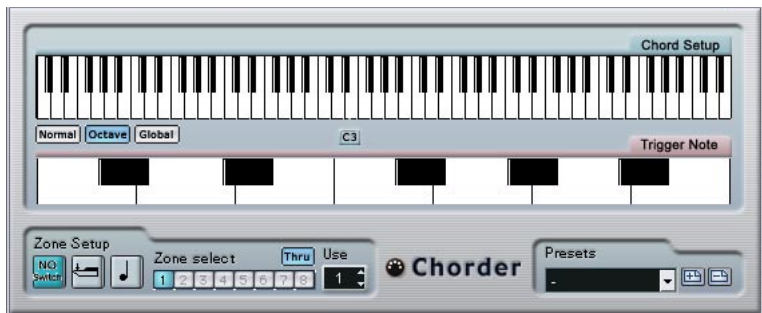 Chord Setup
Normal Octave Global C3
Trigger Note
Zone Setup
NO Switch
Zone select Thru Use
1 2 3 4 5 6 7 8 1
Chorder
Presets
-